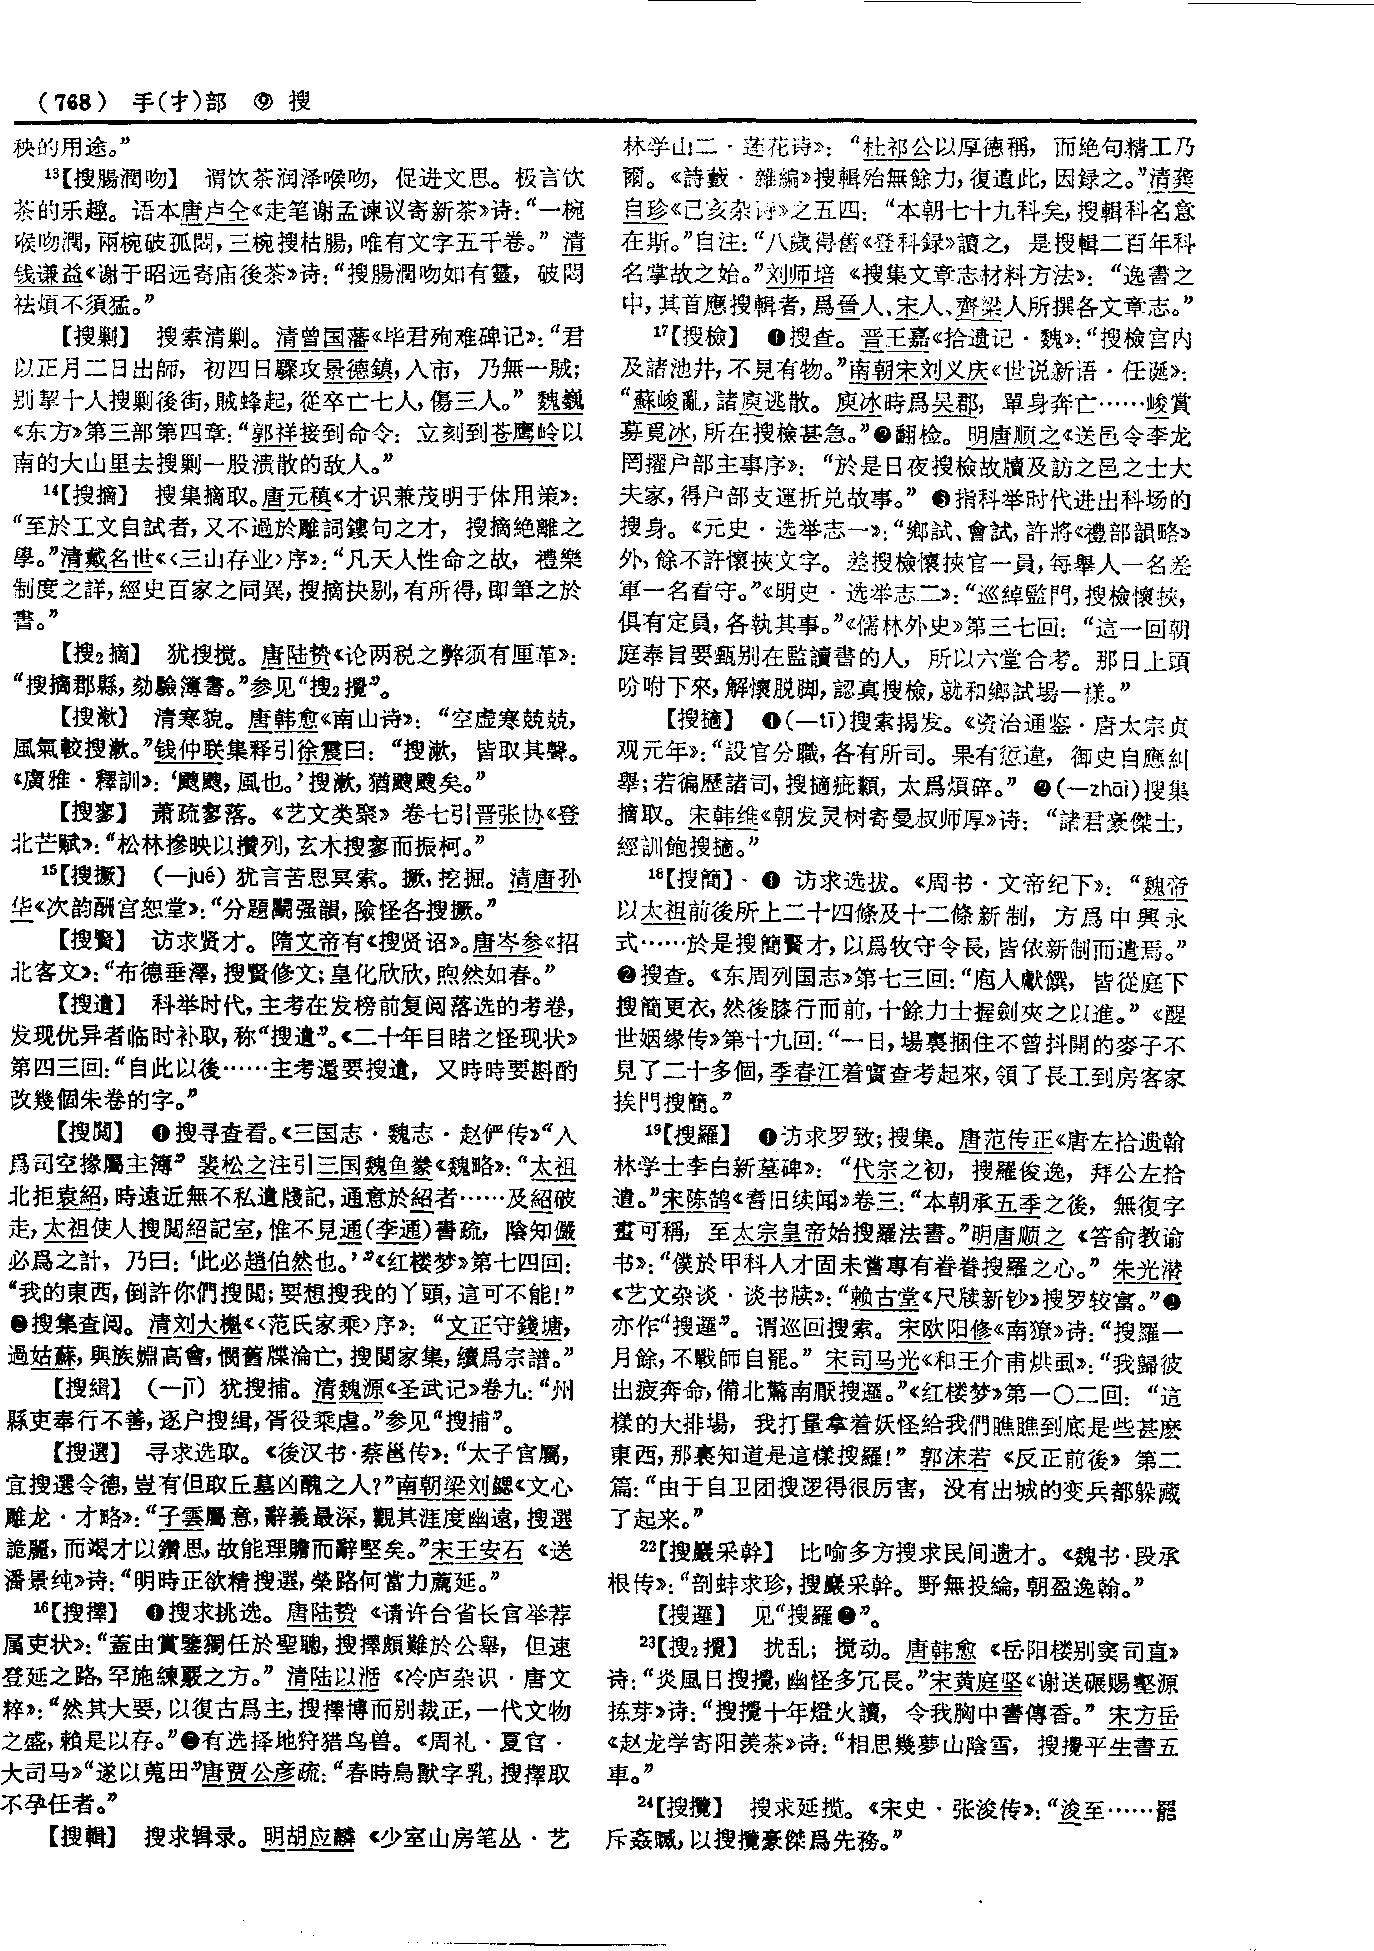 （768） 手(扌)部 ⑨ 搜
秧的用途。”
13【搜腸潤吻】 谓饮茶润泽喉吻，促进文思。极言饮
茶的乐趣。语本唐卢仝《走笔谢孟谏议寄新茶》诗：“一椀
喉吻潤，兩椀破孤悶，三椀搜枯腸，唯有文字五千卷。”清
钱谦益《谢于昭远寄庙後茶》诗：“搜腸潤吻如有靈，破悶
祛煩不須猛。”
【搜剿】 搜索清剿。清曾国藩《毕君殉难碑记》：“君
以正月二日出師，初四日驟攻景德鎮，入市，乃無一賊；
别挈十人搜剿後街，賊蜂起，從卒亡七人，傷三人。”魏巍
《东方》第三部第四章：“郭祥接到命令：立刻到苍鹰岭以
南的大山里去搜剿一股溃散的敌人。”
14【搜摘】 搜集摘取。唐元稹《才识兼茂明于体用策》：
“至於工文自試者，又不過於雕詞鏤句之才，搜摘絶離之
學。”清戴名世《〈三山存业〉序》：“凡天人性命之故，禮樂
制度之詳，經史百家之同異，搜摘抉剔，有所得，即筆之於
書。”
【搜2摘】 犹搜搅。唐陆贽《论两税之弊须有厘革》：
“搜摘郡縣，劾驗簿書。”参见“搜2攪”。
【搜漱】 清寒貌。唐韩愈《南山诗》：“空虚寒兢兢，
風氣較搜漱。”钱仲联集释引徐震曰：“搜漱，皆取其聲。
《廣雅·釋訓》：‘颼颼，風也。’搜漱，猶颼颼矣。”
【搜寥】 萧疏寥落。《艺文类聚》卷七引晋张协《登
北芒赋》：“松林掺映以攢列，玄木搜寥而振柯。”
15【搜撅】 （—jué）犹言苦思冥索。撅，挖掘。清唐孙
华《次韵酬宫恕堂》：“分題鬭强韻，險怪各搜撅。”
【搜賢】 访求贤才。隋文帝有《搜贤诏》。唐岑参《招
北客文》：“布德垂澤，搜賢修文；皇化欣欣，煦然如春。”
【搜遺】 科举时代，主考在发榜前复阅落选的考卷，
发现优异者临时补取，称“搜遺”。《二十年目睹之怪现状》
第四三回：“自此以後……主考還要搜遺，又時時要斟酌
改幾個朱卷的字。”
【搜閲】 ❶搜寻查看。《三国志·魏志·赵俨传》“入
爲司空掾屬主簿”裴松之注引三国魏鱼豢《魏略》：“太祖
北拒袁紹，時遠近無不私遺牋記，通意於紹者……及紹破
走，太祖使人搜閲紹記室，惟不見通(李通)書疏，陰知儼
必爲之計，乃曰：‘此必趙伯然也。’”《红楼梦》第七四回：
“我的東西，倒許你們搜閲；要想搜我的丫頭，這可不能！”
❷搜集查阅。清刘大櫆《〈范氏家乘〉序》：“文正守錢塘，
過姑蘇，與族婣高會，憫舊牒淪亡，搜閲家集，續爲宗譜。”
【搜緝】 （—jī）犹搜捕。清魏源《圣武记》卷九：“州
縣吏奉行不善，逐户搜缉，胥役乘虐。”参见“搜捕”。
【搜選】 寻求选取。《後汉书·蔡邕传》：“太子官屬，
宜搜選令德，豈有但取丘墓凶醜之人？”南朝梁刘勰《文心
雕龙·才略》：“子雲屬意，辭義最深，觀其涯度幽遠，搜選
詭麗，而竭才以鑽思，故能理贍而辭堅矣。”宋王安石《送
潘景纯》诗：“明時正欲精搜選，榮路何當力薦延。”
16【搜擇】 ❶搜求挑选。唐陆贽《请许台省长官举荐
属吏状》：“蓋由賞鑒獨任於聖聰，搜擇頗難於公舉，但速
登延之路，罕施練覈之方。”清陆以湉《冷庐杂识·唐文
粹》：“然其大要，以復古爲主，搜擇博而别裁正，一代文物
之盛，賴是以存。”❷有选择地狩猎鸟兽。《周礼·夏官·
大司马》“遂以蒐田”唐贾公彦疏：“春時鳥獸字乳，搜擇取
不孕任者。”
【搜輯】 搜求辑录。明胡应麟《少室山房笔丛·艺
林学山二·莲花诗》：“杜祁公以厚德稱，而绝句精工乃
爾。《詩藪·雜編》搜輯殆無餘力，復遺此，因録之。”清龚
自珍《己亥杂诗》之五四：“本朝七十九科矣，搜輯科名意
在斯。”自注：“八歲得舊《登科録》讀之，是搜輯二百年科
名掌故之始。”刘师培《搜集文章志材料方法》：“逸書之
中，其首應搜輯者，爲晉人、宋人、齊梁人所撰各文章志。”
17【搜檢】 ❶搜查。晋王嘉《拾遗记·魏》：“搜檢宫内
及諸池井，不見有物。”南朝宋刘义庆《世说新语·任诞》：
“蘇峻亂，諸庾逃散。庾冰時爲吴郡，單身奔亡……峻賞
募覓冰，所在搜檢甚急。”❷翻检。明唐顺之《送邑令李龙
冈擢户部主事序》：“於是日夜搜檢故牘及訪之邑之士大
夫家，得户部支運折兑故事。”❸指科举时代进出科场的
搜身。《元史·选举志一》：“鄉試、會試，許將《禮部韻略》
外，餘不許懷挾文字。差搜檢懷挾官一員，每舉人一名差
軍一名看守。”《明史·选举志二》：“巡綽監門，搜檢懷挾，
俱有定員，各執其事。”《儒林外史》第三七回：“這一回朝
庭奉旨要甄别在監讀書的人，所以六堂合考。那日上頭
吩咐下來，解懷脱脚，認真搜檢，就和鄉試場一樣。”
【搜擿】 ❶(—tī)搜索揭发。《资治通鉴·唐太宗贞
观元年》：“設官分職，各有所司。果有愆違，御史自應糾
舉；若徧歷諸司，搜擿疵纇，太爲煩碎。”❷(—zhāi)搜集
摘取。宋韩维《朝发灵树寄曼叔师厚》诗：“諸君豪傑士，
經訓飽搜擿。”
18【搜簡】 ❶ 访求选拔。《周书·文帝纪下》：“魏帝
以太祖前後所上二十四條及十二條新制，方爲中興永
式……於是搜簡賢才，以爲牧守令長，皆依新制而遣焉。”
❷搜查。《东周列国志》第七三回：“庖人獻饌，皆從庭下
搜簡更衣，然後膝行而前，十餘力士握劍夾之以進。”《醒
世姻缘传》第十九回：“一日，場裏捆住不曾抖開的麥子不
見了二十多個，季春江着實查考起來，領了長工到房客家
挨門搜簡。”
19【搜羅】 ❶访求罗致；搜集。唐范传正《唐左拾遗翰
林学士李白新墓碑》：“代宗之初，搜羅俊逸，拜公左拾
遺。”宋陈鹄《耆旧续闻》卷三：“本朝承五季之後，無復字
畫可稱，至太宗皇帝始搜羅法書。”明唐顺之《答俞教谕
书》：“僕於甲科人才固未嘗專有眷眷搜羅之心。”朱光潜
《艺文杂谈·谈书牍》：“赖古堂《尺牍新钞》搜罗较富。”❷
亦作“搜邏”。谓巡回搜索。宋欧阳修《南獠》诗：“搜羅一
月餘，不戰師自罷。”宋司马光《和王介甫烘虱》：“我歸彼
出疲奔命，備北驚南厭搜邏。”《红楼梦》第一〇二回：“這
樣的大排場，我打量拿着妖怪給我們瞧瞧到底是些甚麽
東西，那裏知道是這樣搜羅！”郭沫若《反正前後》第二
篇：“由于自卫团搜逻得很厉害，没有出城的变兵都躲藏
了起来。”
22【搜巖采幹】 比喻多方搜求民间遗才。《魏书·段承
根传》：“剖蚌求珍，搜巖采幹。野無投綸，朝盈逸翰。”
【搜邏】 见“搜羅❷”。
23【搜2攪】 扰乱；搅动。唐韩愈《岳阳楼别窦司直》
诗：“炎風日搜攪，幽怪多冗長。”宋黄庭坚《谢送碾赐壑源
拣芽》诗：“搜攪十年燈火讀，令我胸中書傳香。”宋方岳
《赵龙学寄阳羡茶》诗：“相思幾夢山陰雪，搜攪平生書五
車。”
24【搜攬】 搜求延揽。《宋史·张浚传》：“浚至……罷
斥姦贓，以搜攬豪傑爲先務。”